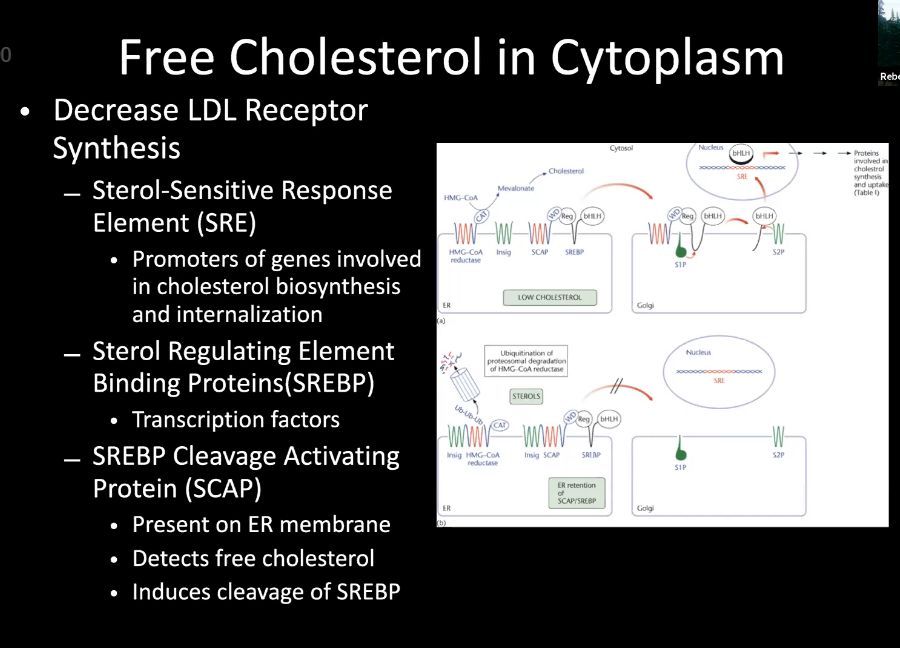 0
Free Cholesterol in Cytoplasm
Rebe
• Decrease LDL Receptor
Synthesis
– Sterol-Sensitive Response
Element (SRE)
• Promoters of genes involved
in cholesterol biosynthesis
and internalization
– Sterol Regulating Element
Binding Proteins(SREBP)
• Transcription factors
– SREBP Cleavage Activating
Protein (SCAP)
• Present on ER membrane
• Detects free cholesterol
• Induces cleavage of SREBP
Cytosol
Nucleus
bHLH
SRE
Proteins
involved in
cholestrol
synthesis
and uptake
(Table I)
Cholesterol
Mevalonate
HMG–CoA
CAT
WD
Reg
bHLH
WD
Reg
bHLH
bHLH
HMG–CoA
reductase
Insig
SCAP
SREBP
S1P
S2P
LOW CHOLESTEROL
ER
Golgi
(a)
Ubiquitination of
proteosomal degradation
of HMG–CoA reductase
STEROLS
Nucleus
SRE
Ub-Ub-Ub
CAT
WD
Reg
bHLH
Insig
HMG–CoA
reductase
Insig
SCAP
SREBP
S1P
S2P
ER retention
of
SCAP/SREBP
ER
Golgi
(b)